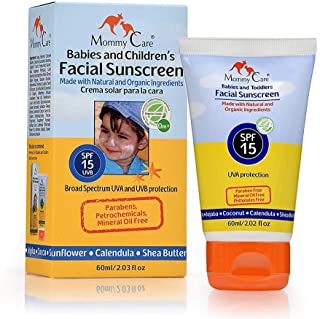 Mommy Care
Babies and Children's
Facial Sunscreen
Made with Natural and Organic Ingredients
Crema solar para la cara
SPF
15
UVB
Broad Spectrum UVA and UVB protection
Parabens,
Petrochemicals,
Mineral Oil Free
Sunflower • Calendula • Shea Butter
60ml/2.03 fl.oz
Mommy Care
Babies and Toddlers
Facial Sunscreen
Made with Natural and
Organic Ingredients
SPF
15
UVA protection
Paraben Free
Mineral Oil Free
Phthalates Free
Jojoba • Coconut • Calendula • Shea
60ml/2.02 fl.oz